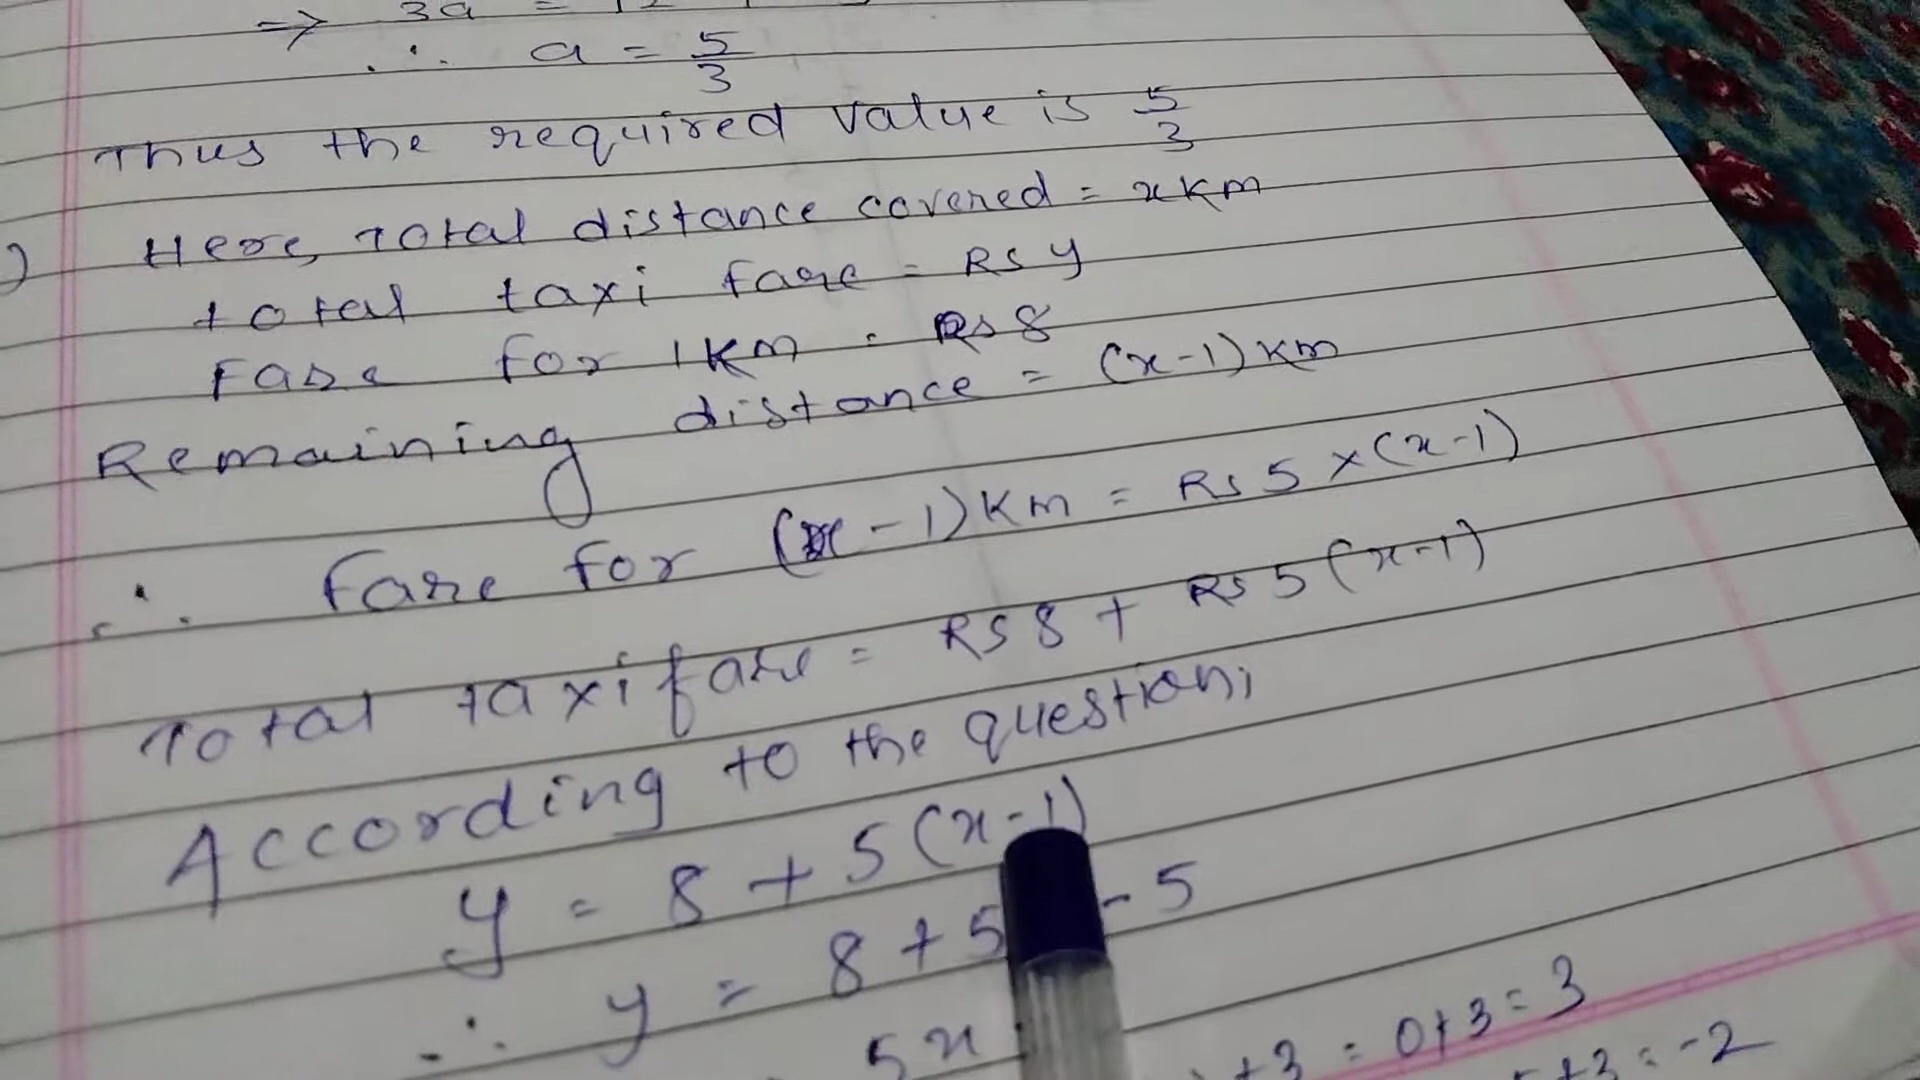 ⇒ 3a =
∴ a = 5/3
Thus the required value is 5/3
) Here, Total distance covered = x km
total taxi fare = Rs y
Fare for 1 km = Rs 8
Remaining distance = (x-1) km
∴ Fare for (x-1) km = Rs 5 × (x-1)
Total taxi fare = Rs 8 + Rs 5 (x-1)
According to the question,
y = 8 + 5 (x-1)
∴ y = 8 + 5 - 5
5x
+3 = 0+3 = 3
+3 = -2